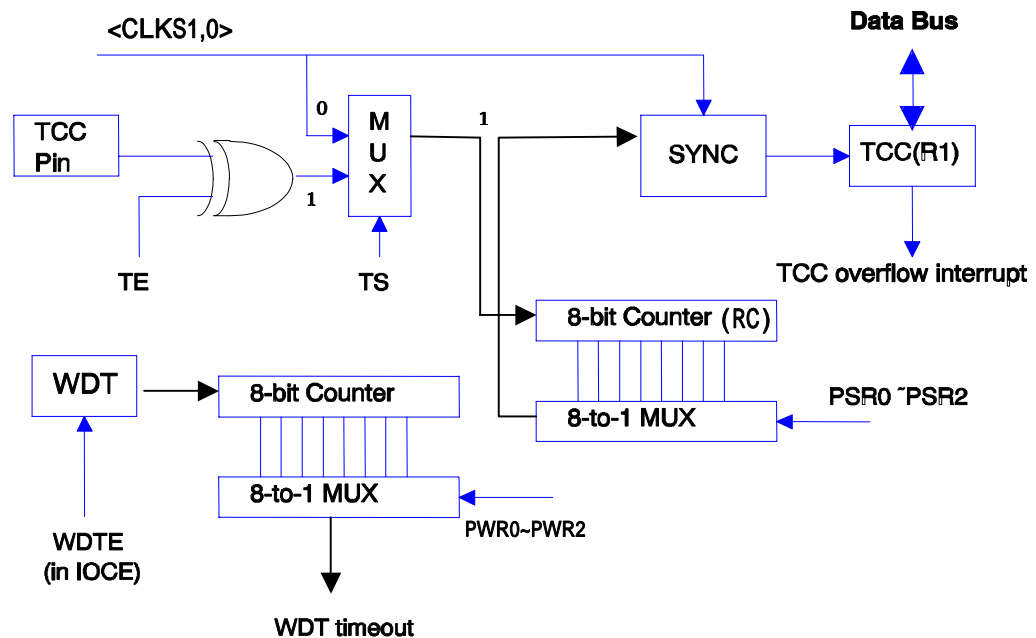 <CLKS1,0>
Data Bus
0
M
U
X
1
TCC
Pin
SYNC
TCC(R1)
1
TE
TS
TCC overflow interrupt
8-bit Counter (RC)
WDT
8-bit Counter
PSR0 ~PSR2
8-to-1 MUX
8-to-1 MUX
PWR0~PWR2
WDTE
(in IOCE)
WDT timeout